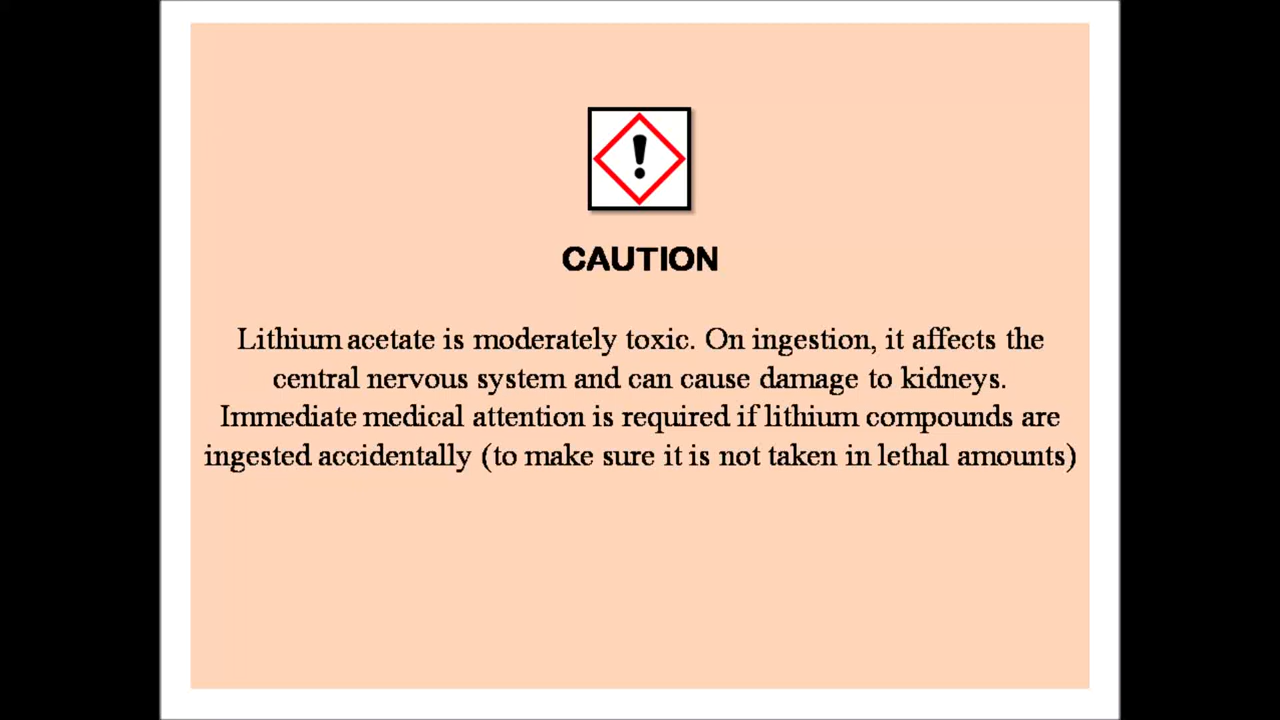 CAUTION
Lithium acetate is moderately toxic. On ingestion, it affects the
central nervous system and can cause damage to kidneys.
Immediate medical attention is required if lithium compounds are
ingested accidentally (to make sure it is not taken in lethal amounts)